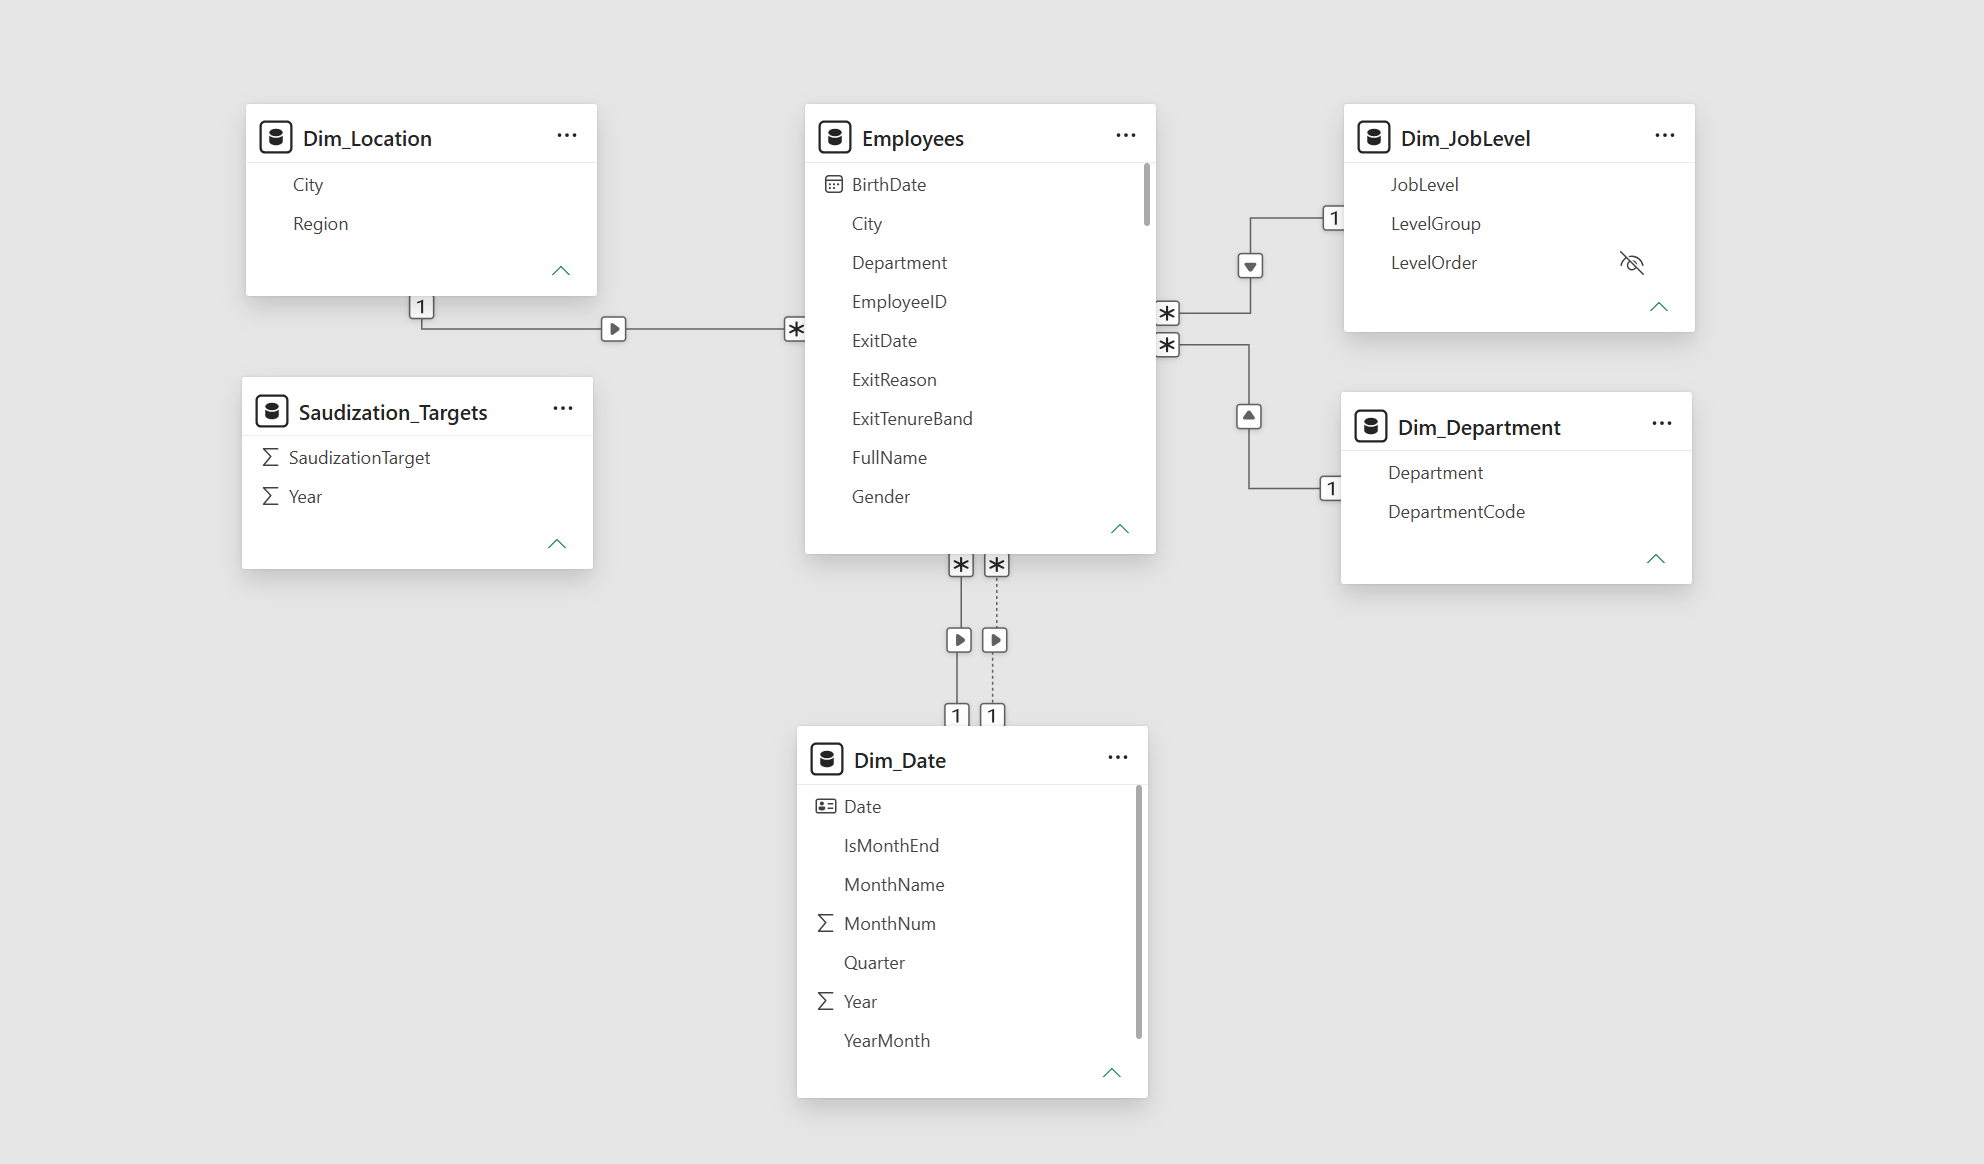 Dim_Location
City
Region
1
*
Saudization_Targets
SaudizationTarget
Year
Employees
BirthDate
City
Department
EmployeeID
ExitDate
ExitReason
ExitTenureBand
FullName
Gender
*
*
*
*
1
1
Dim_JobLevel
JobLevel
LevelGroup
LevelOrder
1
Dim_Department
Department
DepartmentCode
1
Dim_Date
Date
IsMonthEnd
MonthName
MonthNum
Quarter
Year
YearMonth